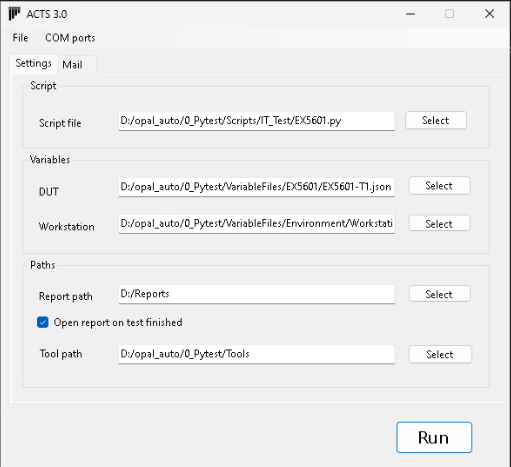 ACTS 3.0
File COM ports
Settings Mail
Script
Script file D:/opal_auto/0_Pytest/Scripts/IT_Test/EX5601.py Select
Variables
DUT D:/opal_auto/0_Pytest/VariableFiles/EX5601/EX5601-T1.json Select
Workstation D:/opal_auto/0_Pytest/VariableFiles/Environment/Workstati Select
Paths
Report path D:/Reports Select
Open report on test finished
Tool path D:/opal_auto/0_Pytest/Tools Select
Run